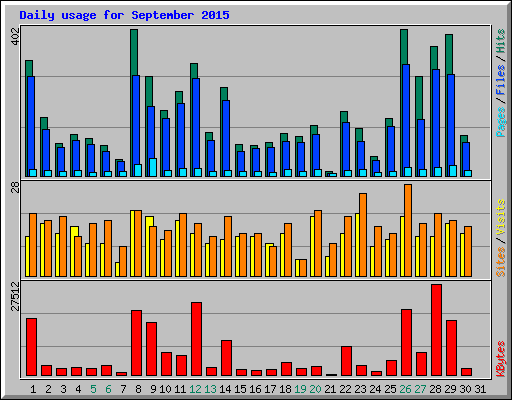 Daily usage for September 2015
402
Pages / Files / Hits
28
Sites / Visits
27512
KBytes
1 2 3 4 5 6 7 8 9 10 11 12 13 14 15 16 17 18 19 20 21 22 23 24 25 26 27 28 29 30 31